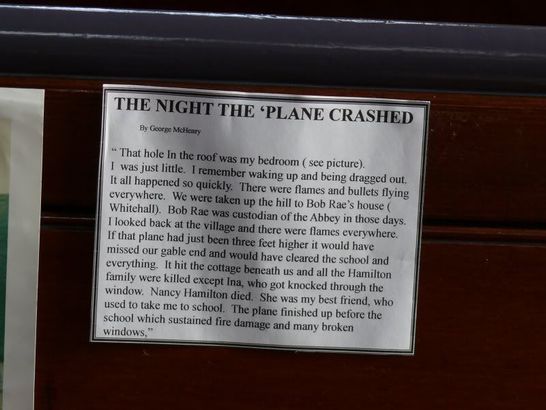 THE NIGHT THE ‘PLANE CRASHED
By George McHenry
“ That hole In the roof was my bedroom ( see picture).
I was just little. I remember waking up and being dragged out.
It all happened so quickly. There were flames and bullets flying
everywhere. We were taken up the hill to Bob Rae’s house (
Whitehall). Bob Rae was custodian of the Abbey in those days.
I looked back at the village and there were flames everywhere.
If that plane had just been three feet higher it would have
missed our gable end and would have cleared the school and
everything. It hit the cottage beneath us and all the Hamilton
family were killed except Ina, who got knocked through the
window. Nancy Hamilton died. She was my best friend, who
used to take me to school. The plane finished up before the
school which sustained fire damage and many broken
windows,”